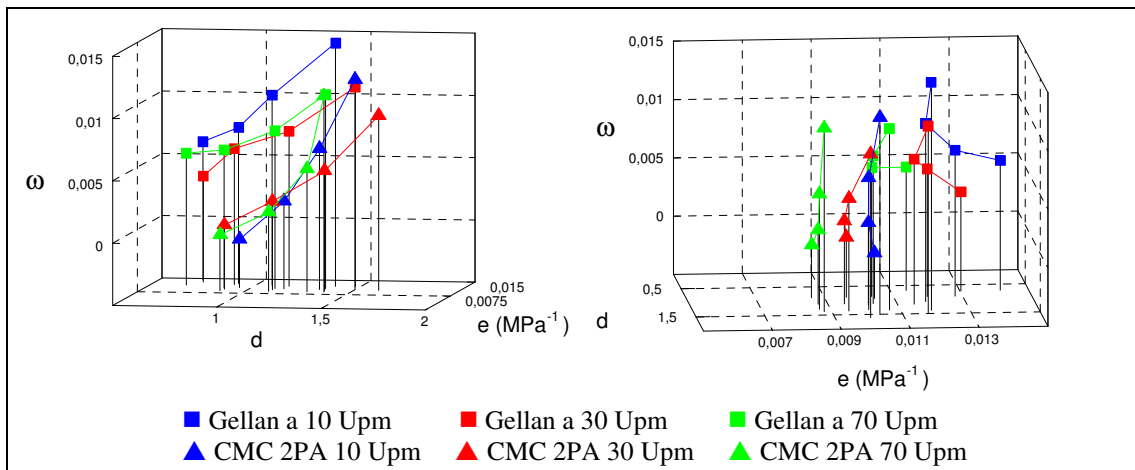 0,015
0,01
0,005
0
ω
1
1,5
2
d
0,015
0,0075
e (MPa-1)
0,015
0,01
0,005
0
ω
0,5
1,5
d
0,007
0,009
0,011
0,013
e (MPa-1)
Gellan a 10 Upm
Gellan a 30 Upm
Gellan a 70 Upm
CMC 2PA 10 Upm
CMC 2PA 30 Upm
CMC 2PA 70 Upm